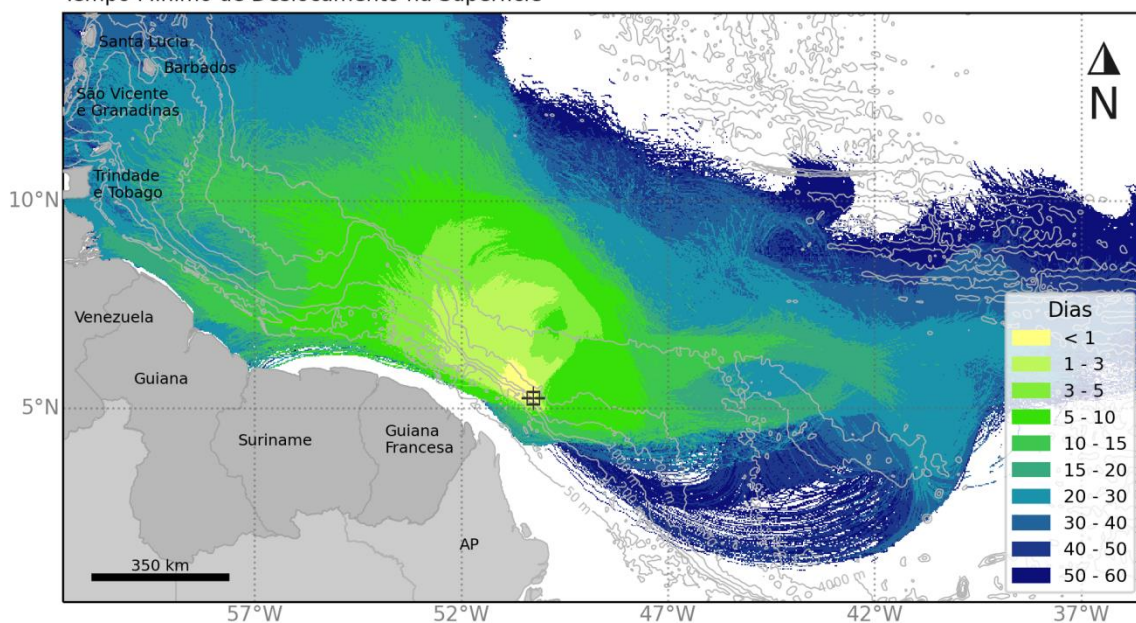 Tempo Mínimo de Deslocamento na Superfície
Santa Lúcia
Barbados
São Vicente
e Granadinas
N
Trindade
e Tobago
10°N
Venezuela
Guiana
Suriname
Guiana
Francesa
5°N
50 m
4000 m
AP
350 km
Dias
< 1
1 - 3
3 - 5
5 - 10
10 - 15
15 - 20
20 - 30
30 - 40
40 - 50
50 - 60
57°W
52°W
47°W
42°W
37°W